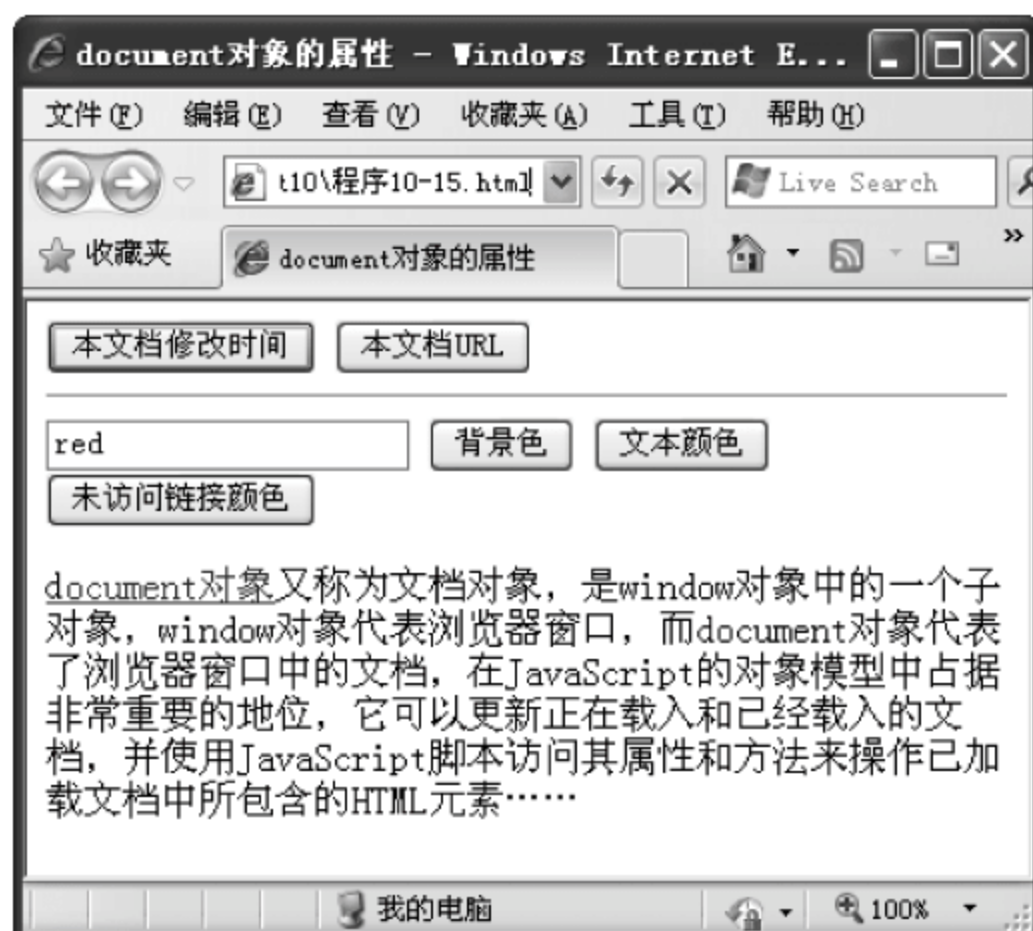 document对象的属性 - Windows Internet E...
文件(F) 编辑(E) 查看(V) 收藏夹(A) 工具(T) 帮助(H)
t10\程序10-15.html Live Search
收藏夹 document对象的属性 »
本文档修改时间 本文档URL
red 背景色 文本颜色
未访问链接颜色
document对象又称为文档对象，是window对象中的一个子
对象，window对象代表浏览器窗口，而document对象代表
了浏览器窗口中的文档，在JavaScript的对象模型中占据
非常重要的地位，它可以更新正在载入和已经载入的文
档，并使用JavaScript脚本访问其属性和方法来操作已加
载文档中所包含的HTML元素……
我的电脑 100%